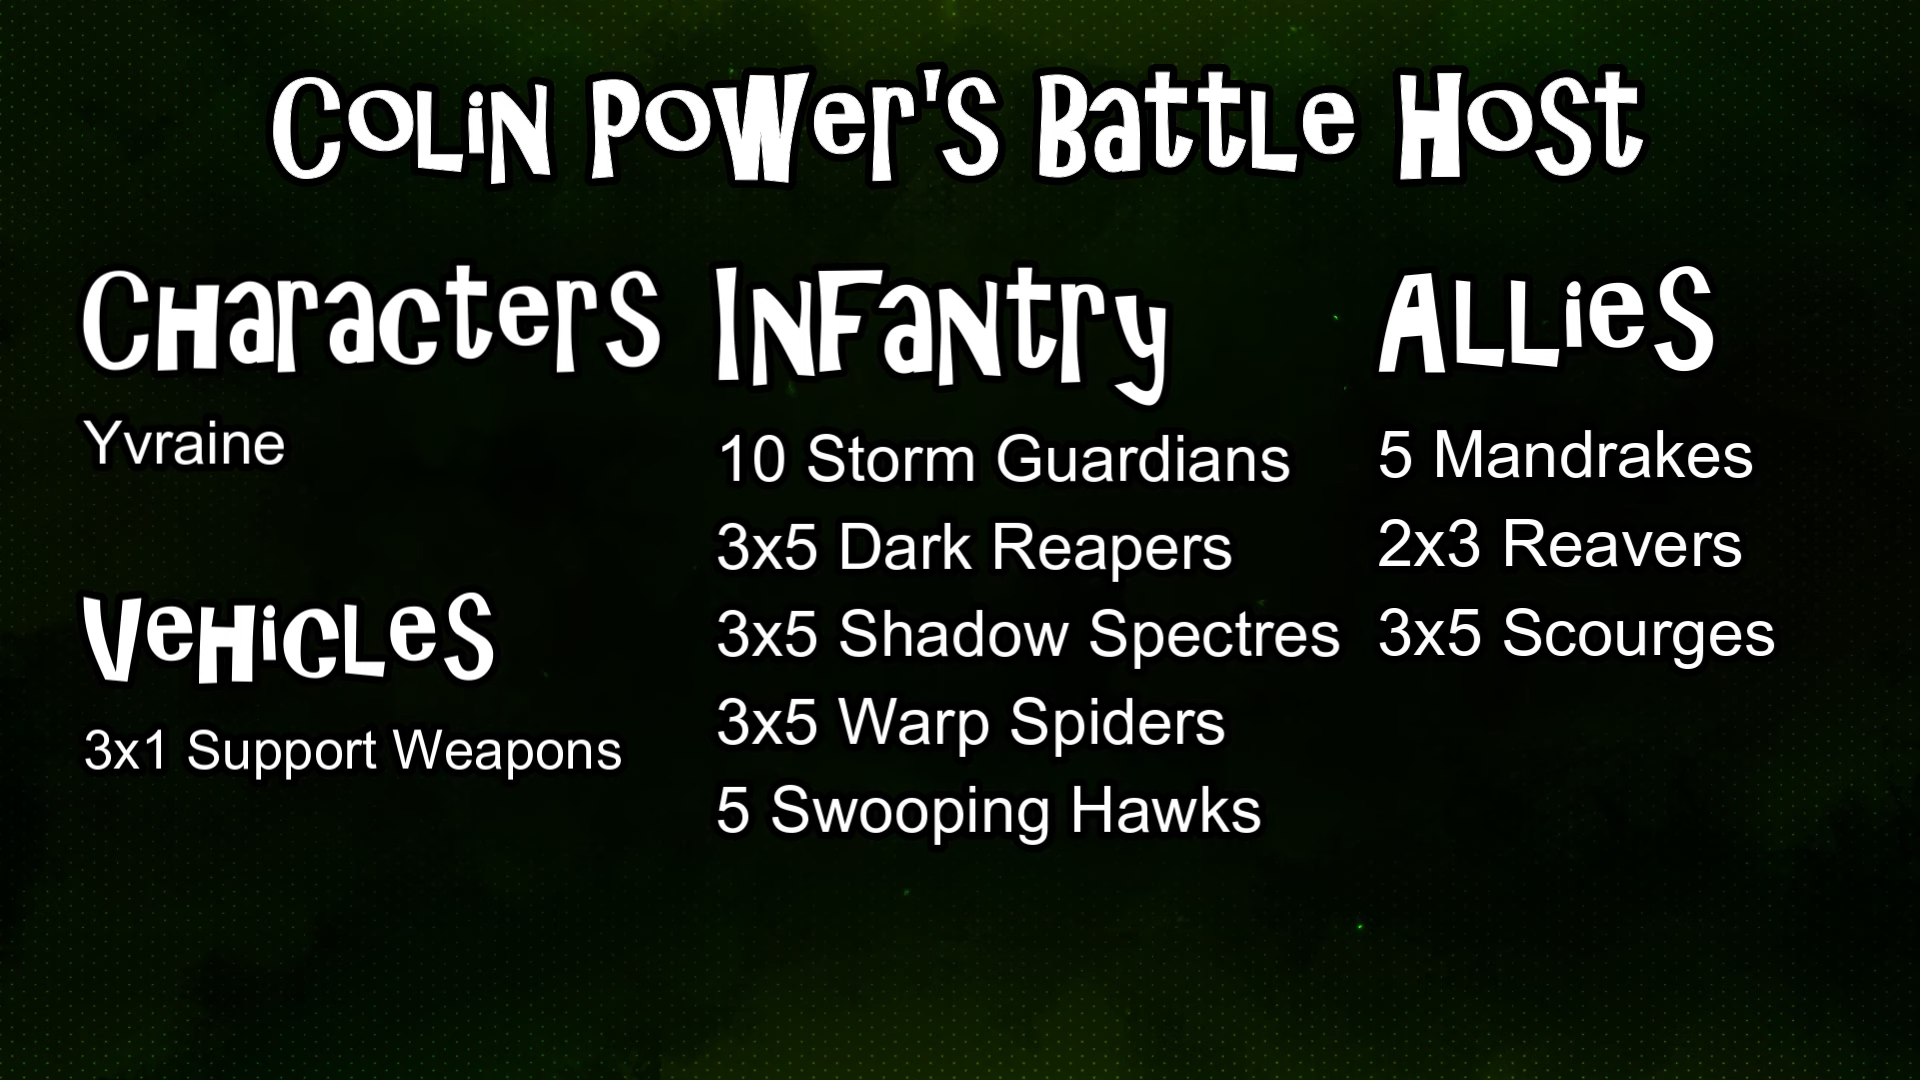 Colin Power's Battle Host
Characters
Yvraine
Vehicles
3x1 Support Weapons
Infantry
10 Storm Guardians
3x5 Dark Reapers
3x5 Shadow Spectres
3x5 Warp Spiders
5 Swooping Hawks
Allies
5 Mandrakes
2x3 Reavers
3x5 Scourges